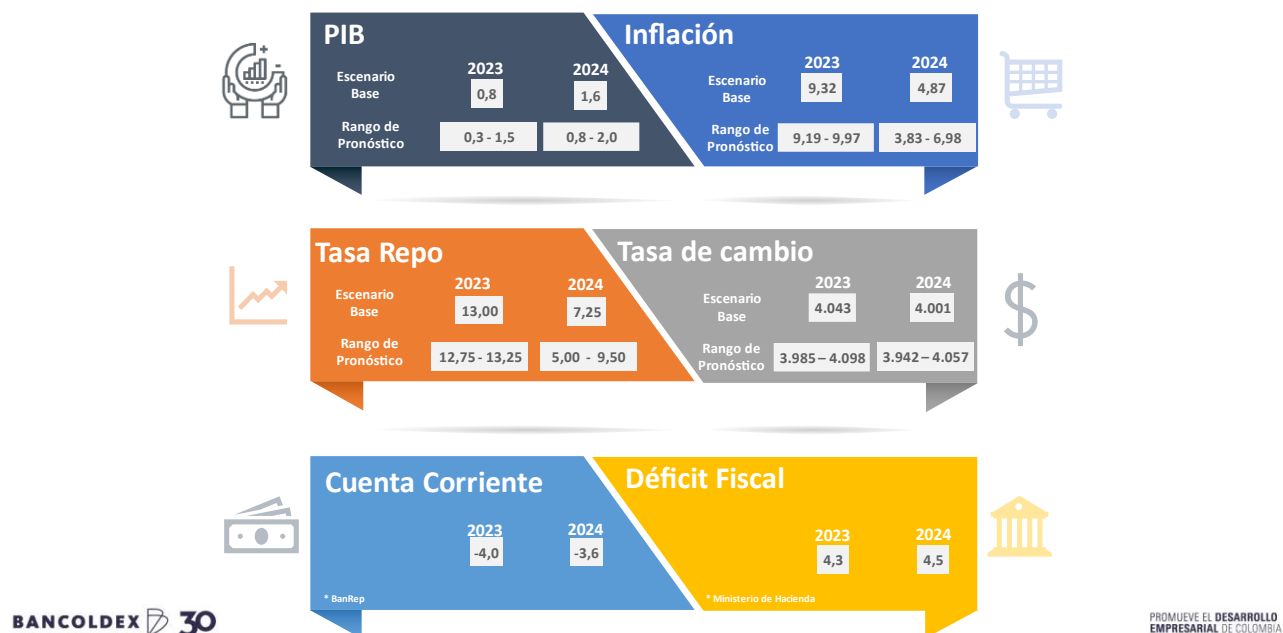 PIB
2023 2024
Escenario Base 0,8 1,6
Rango de Pronóstico 0,3 - 1,5 0,8 - 2,0
Inflación
2023 2024
Escenario Base 9,32 4,87
Rango de Pronóstico 9,19 - 9,97 3,83 - 6,98
Tasa Repo
2023 2024
Escenario Base 13,00 7,25
Rango de Pronóstico 12,75 - 13,25 5,00 - 9,50
Tasa de cambio
2023 2024
Escenario Base 4.043 4.001
Rango de Pronóstico 3.985 – 4.098 3.942 – 4.057
Cuenta Corriente
2023 2024
-4,0 -3,6
* BanRep
Déficit Fiscal
2023 2024
4,3 4,5
* Ministerio de Hacienda
BANCOLDEX 30
PROMUEVE EL DESARROLLO
EMPRESARIAL DE COLOMBIA